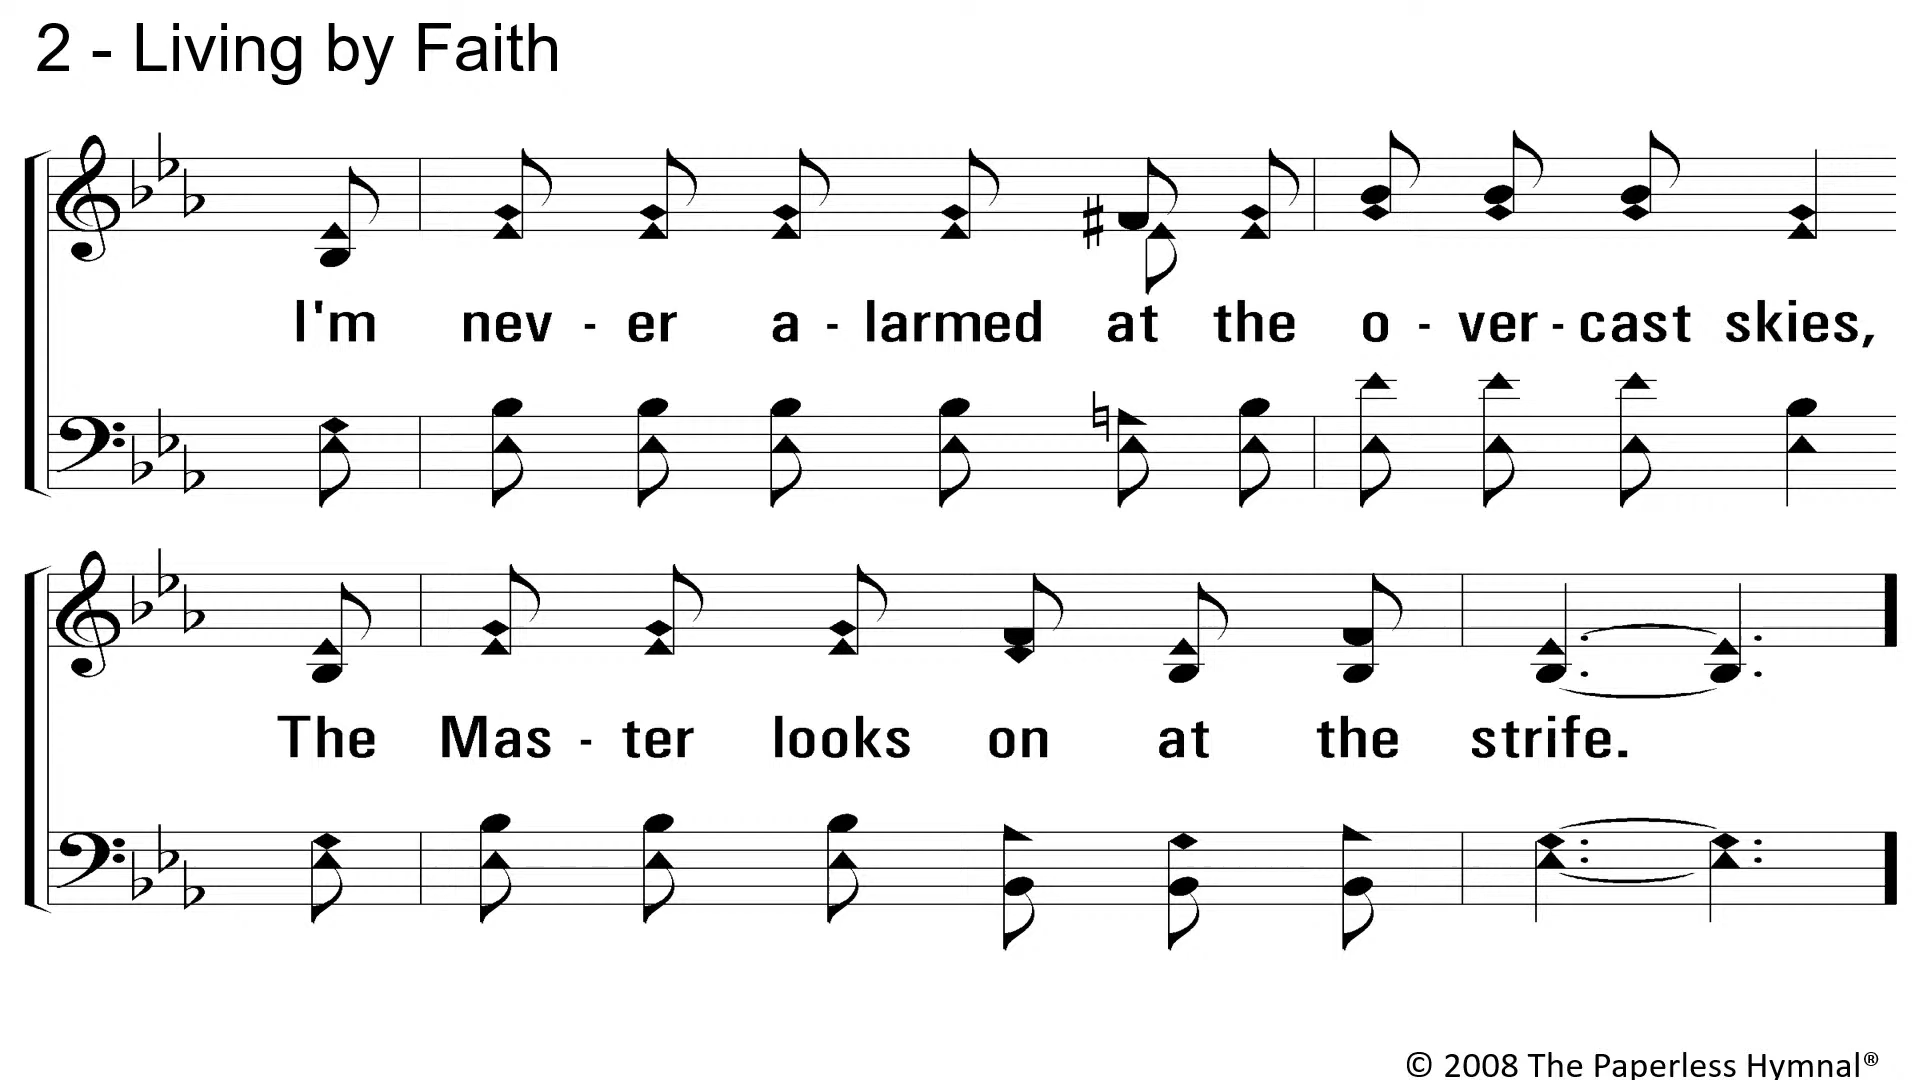 2 - Living by Faith
I'm nev - er a - larmed at the o - ver - cast skies,
The Mas - ter looks on at the strife.
© 2008 The Paperless Hymnal®